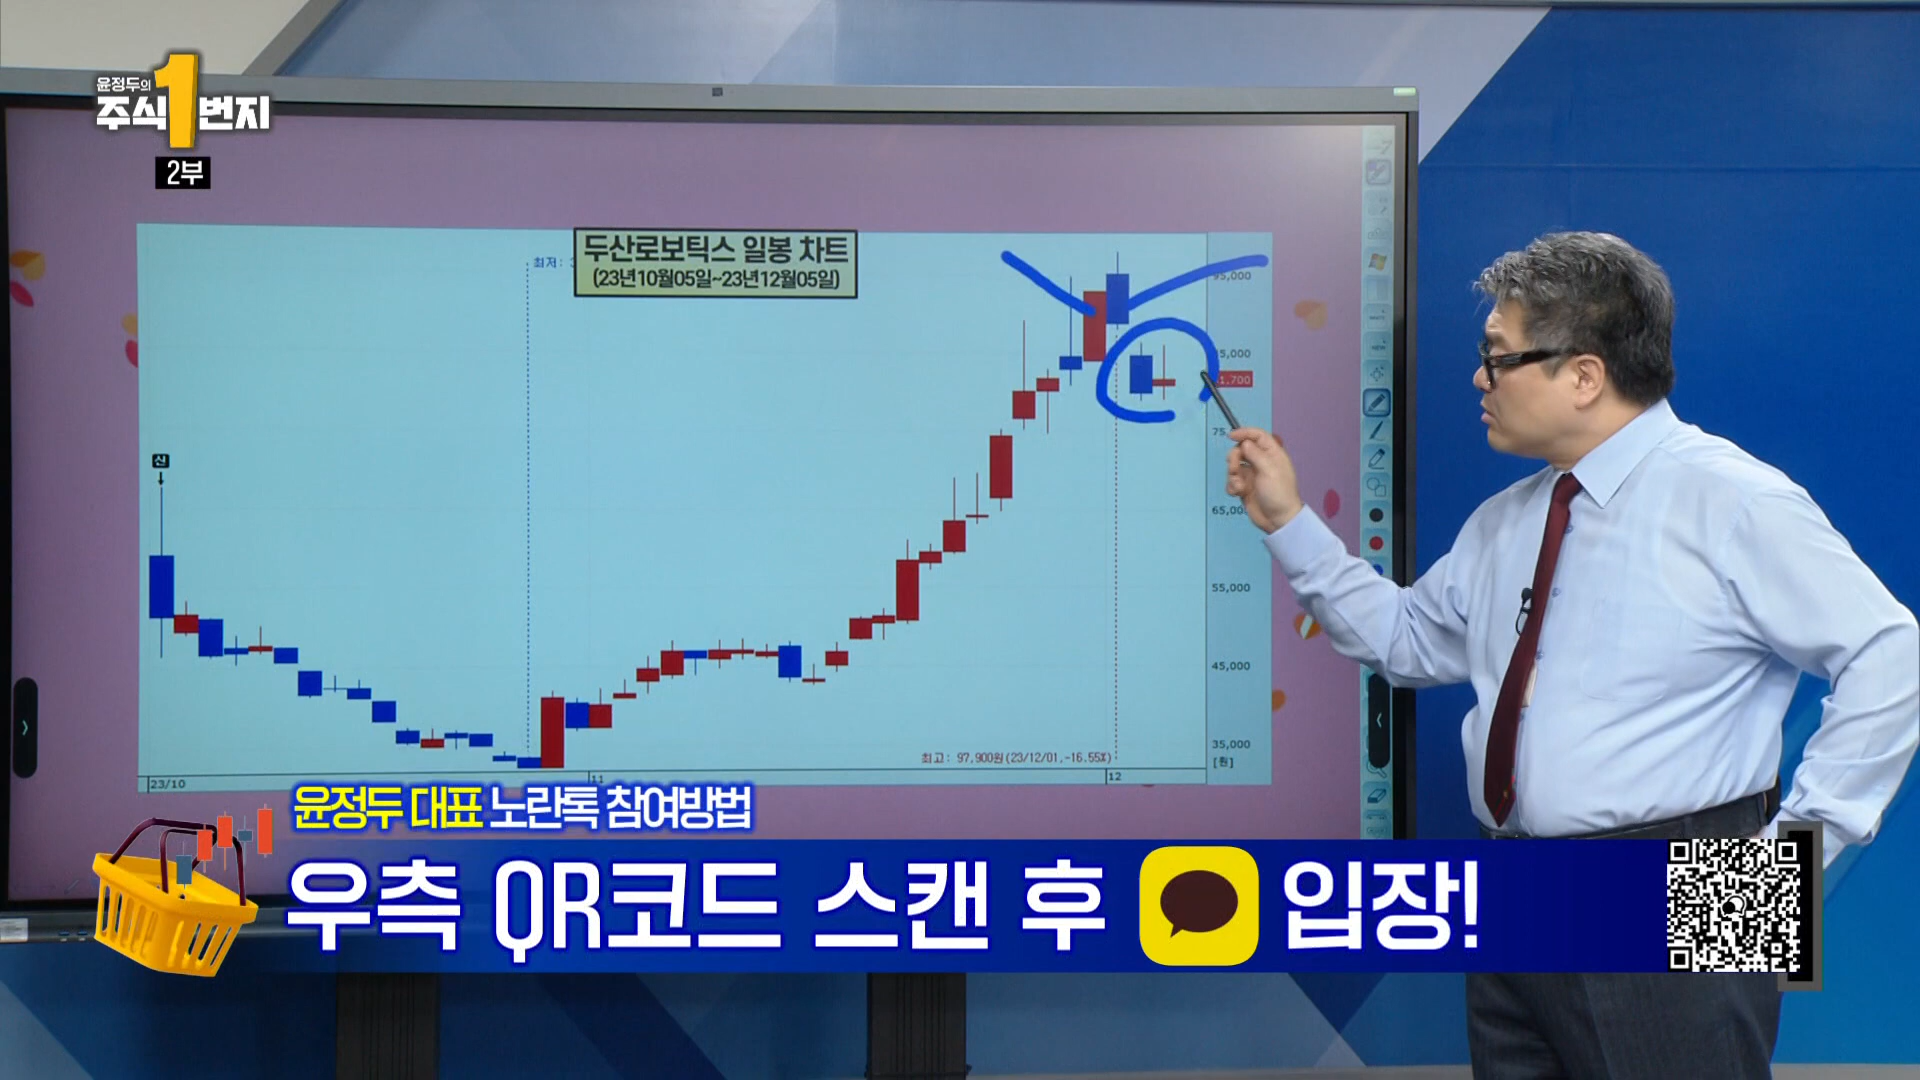 윤정두의
주식1번지
2부
두산로보틱스 일봉 차트
(23년10월05일~23년12월05일)
최저:
95,000
5,000
1,700
75
신
65,00
55,000
45,000
35,000
[원]
최고: 97,900원(23/12/01,-16.55%)
23/10
11
12
윤정두 대표 노란톡 참여방법
우측 QR코드 스캔 후 입장!